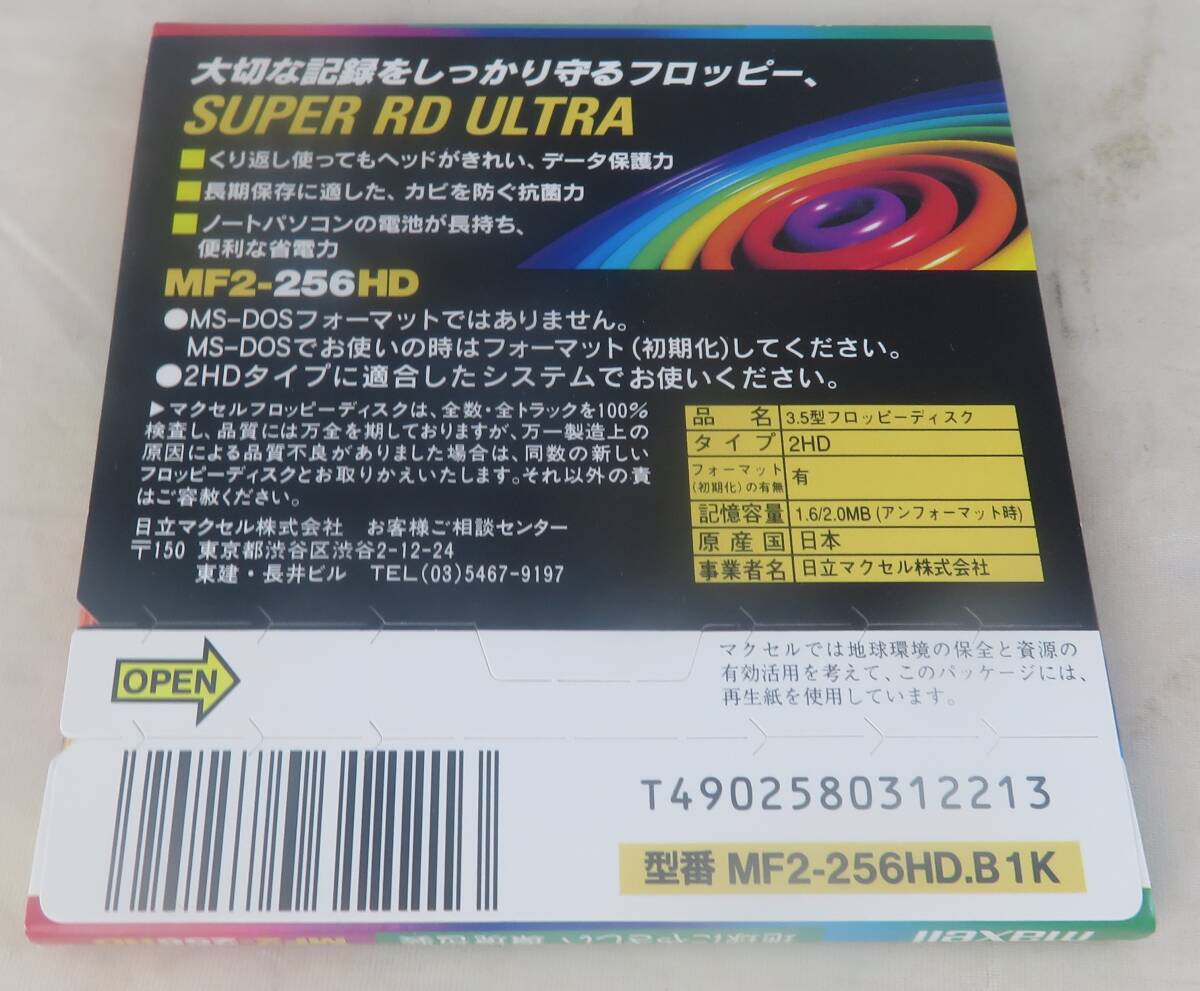 大切な記録をしっかり守るフロッピー、
SUPER RD ULTRA
■くり返し使ってもヘッドがきれい、データ保護力
■長期保存に適した、カビを防ぐ抗菌力
■ノートパソコンの電池が長持ち、
便利な省電力
MF2-256HD
●MS-DOSフォーマットではありません。
MS-DOSでお使いの時はフォーマット(初期化)してください。
●2HDタイプに適合したシステムでお使いください。
▶マクセルフロッピーディスクは、全数・全トラックを100%
検査し、品質には万全を期しておりますが、万一製造上の
原因による品質不良がありました場合は、同数の新しい
フロッピーディスクとお取りかえいたします。それ以外の責
はご容赦ください。
日立マクセル株式会社 お客様ご相談センター
〒150 東京都渋谷区渋谷2-12-24
東建・長井ビル TEL(03)5467-9197
品名 3.5型フロッピーディスク
タイプ 2HD
フォーマット
(初期化)の有無 有
記憶容量 1.6/2.0MB(アンフォーマット時)
原産国 日本
事業者名 日立マクセル株式会社
OPEN
マクセルでは地球環境の保全と資源の
有効活用を考えて、このパッケージには、
再生紙を使用しています。
T4902580312213
型番 MF2-256HD.B1K
maxell
地球にやさしい、簡易包装
MF2-256HD